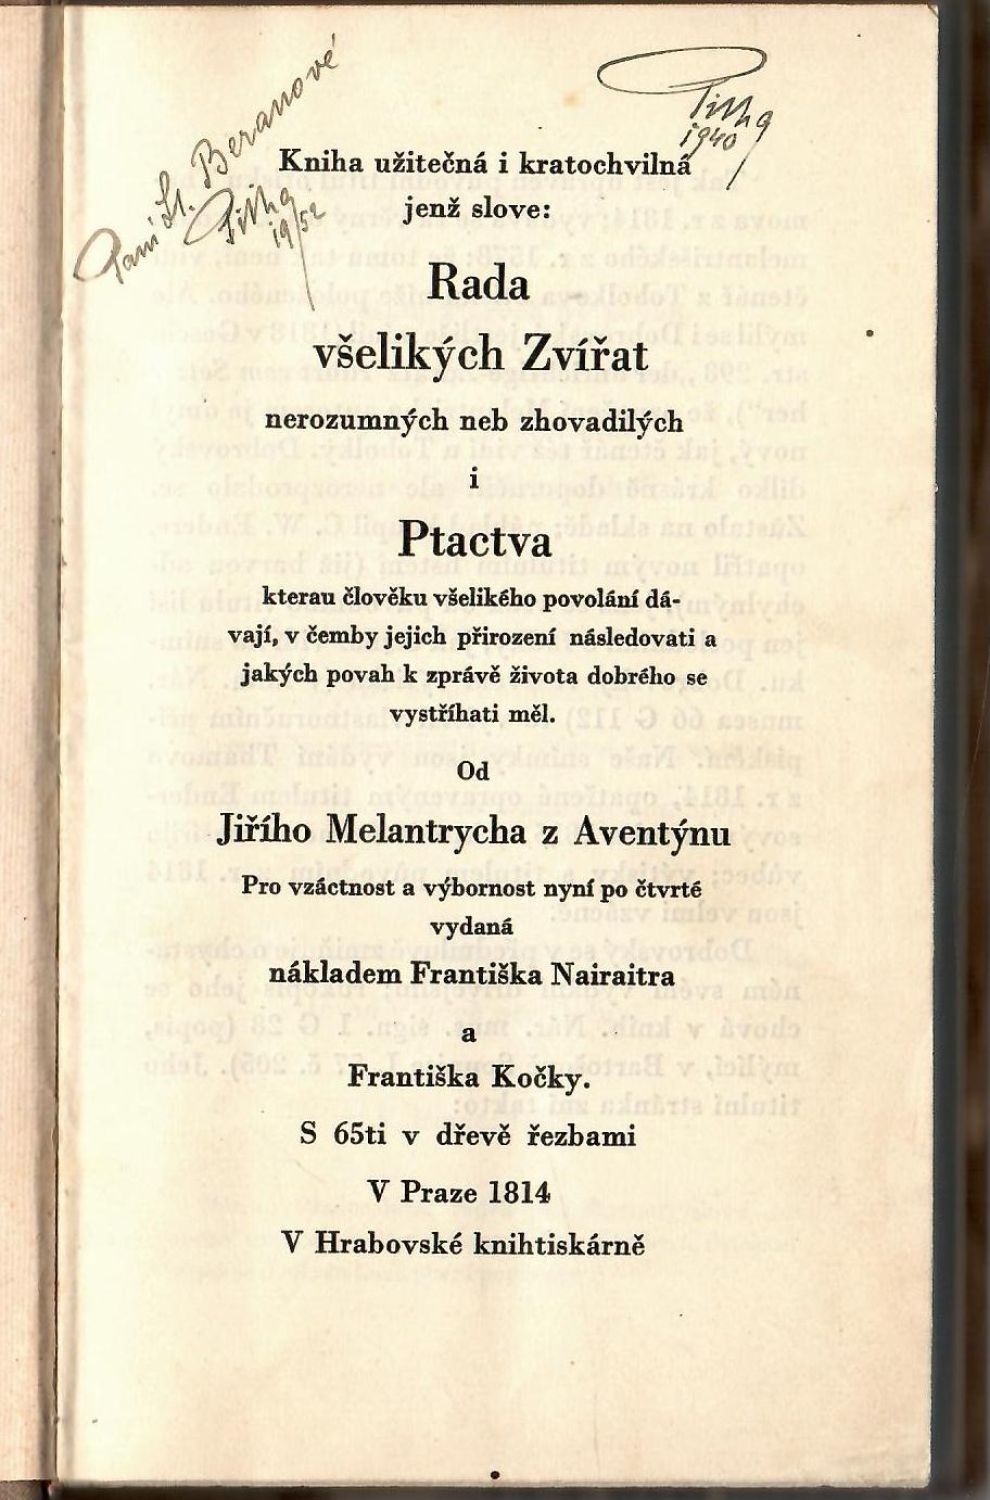 Paní St. Beranové
1952
1940
Kniha užitečná i kratochvilná
jenž slove:
Rada
všelikých Zvířat
nerozumných neb zhovadilých
i
Ptactva
kterau člověku všelikého povolání dá-
vají, v čemby jejich přirození následovati a
jakých povah k zprávě života dobrého se
vystříhati měl.
Od
Jiřího Melantrycha z Aventýnu
Pro vzáctnost a výbornost nyní po čtvrté
vydaná
nákladem Františka Nairaitra
a
Františka Kočky.
S 65ti v dřevě řezbami
V Praze 1814
V Hrabovské knihtiskárně